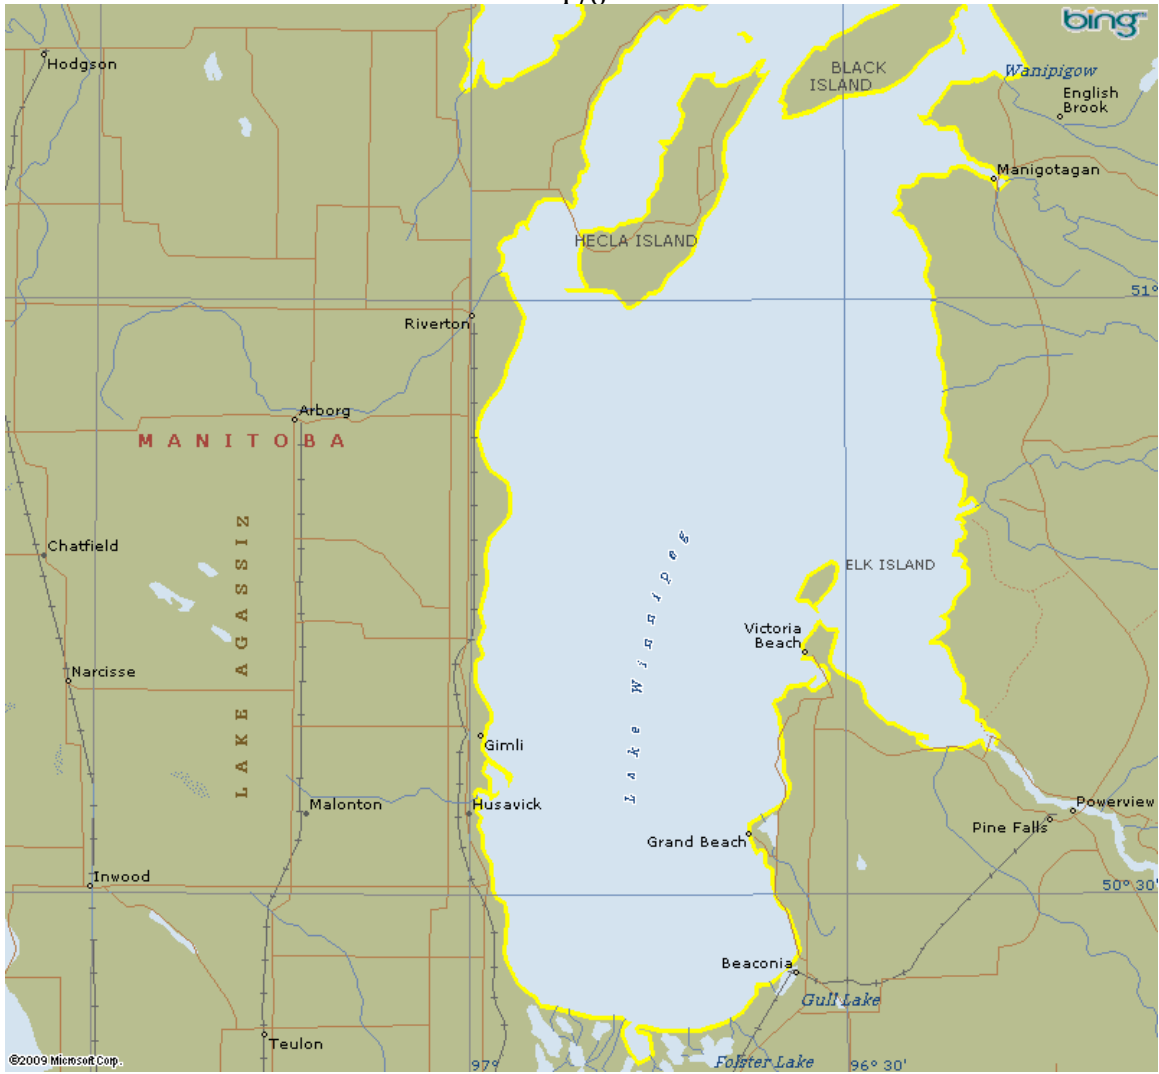 bing
Hodgson
BLACK
ISLAND
Wanipigow
English
Brook
Manigotagan
HECLA ISLAND
51°
Riverton
Arborg
MANITOBA
Chatfield
LAKE AGASSIZ
Lake Winnipeg
ELK ISLAND
Victoria
Beach
Narcisse
Gimli
Malonton
Husavick
Powerview
Pine Falls
Grand Beach
Inwood
50° 30'
Beaconia
Gull Lake
Teulon
©2009 Microsoft Corp.
97°
Folster Lake
96° 30'